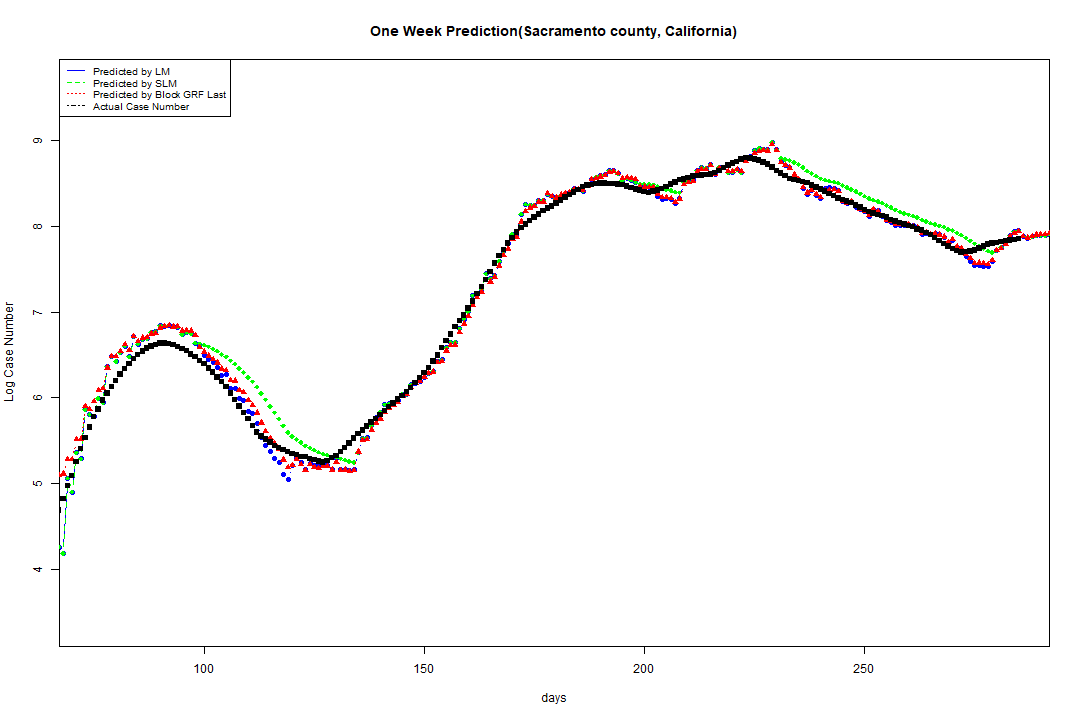 One Week Prediction(Sacramento county, California)
Predicted by LM
Predicted by SLM
Predicted by Block GRF Last
Actual Case Number
9
8
7
6
5
4
Log Case Number
100 150 200 250
days